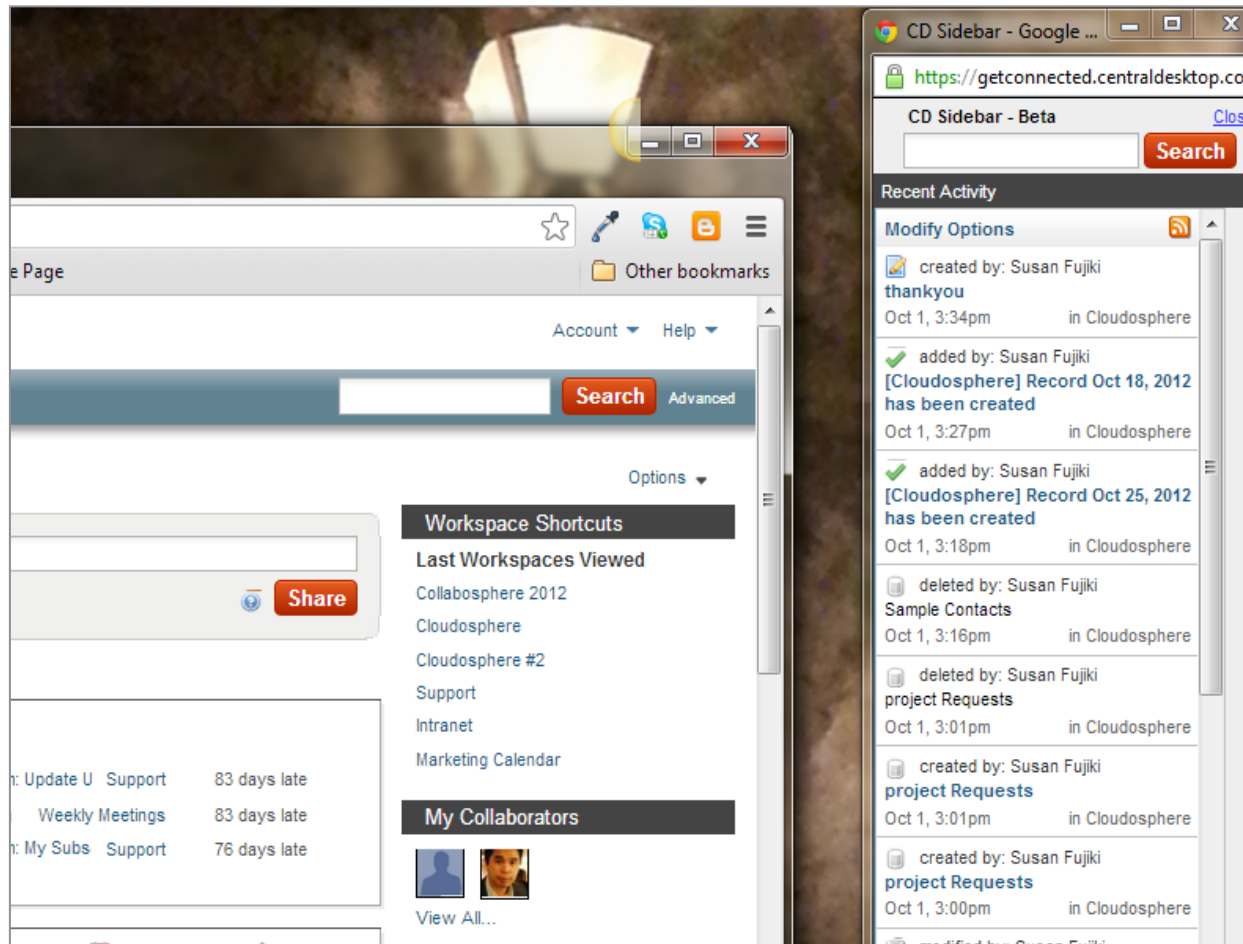 e Page
Other bookmarks
Account Help
Search Advanced
Options
Share
Workspace Shortcuts
Last Workspaces Viewed
Collabosphere 2012
Cloudosphere
Cloudosphere #2
Support
Intranet
Marketing Calendar
My Collaborators
View All...
: Update U Support 83 days late
Weekly Meetings 83 days late
: My Subs Support 76 days late
CD Sidebar - Google ...
https://getconnected.centraldesktop.co
CD Sidebar - Beta Clos
Search
Recent Activity
Modify Options
created by: Susan Fujiki
thankyou
Oct 1, 3:34pm in Cloudosphere
added by: Susan Fujiki
[Cloudosphere] Record Oct 18, 2012
has been created
Oct 1, 3:27pm in Cloudosphere
added by: Susan Fujiki
[Cloudosphere] Record Oct 25, 2012
has been created
Oct 1, 3:18pm in Cloudosphere
deleted by: Susan Fujiki
Sample Contacts
Oct 1, 3:16pm in Cloudosphere
deleted by: Susan Fujiki
project Requests
Oct 1, 3:01pm in Cloudosphere
created by: Susan Fujiki
project Requests
Oct 1, 3:01pm in Cloudosphere
created by: Susan Fujiki
project Requests
Oct 1, 3:00pm in Cloudosphere
modified by: Susan Fujiki